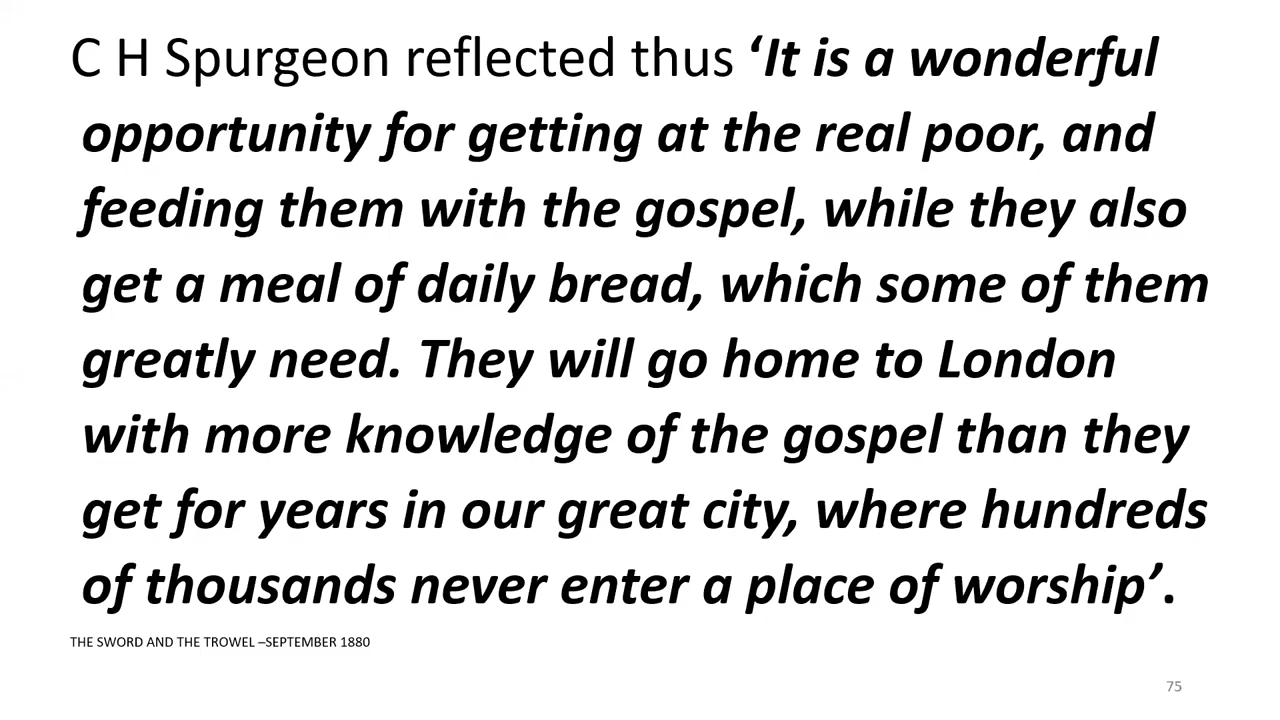 C H Spurgeon reflected thus ‘It is a wonderful
opportunity for getting at the real poor, and
feeding them with the gospel, while they also
get a meal of daily bread, which some of them
greatly need. They will go home to London
with more knowledge of the gospel than they
get for years in our great city, where hundreds
of thousands never enter a place of worship’.
THE SWORD AND THE TROWEL –SEPTEMBER 1880
75